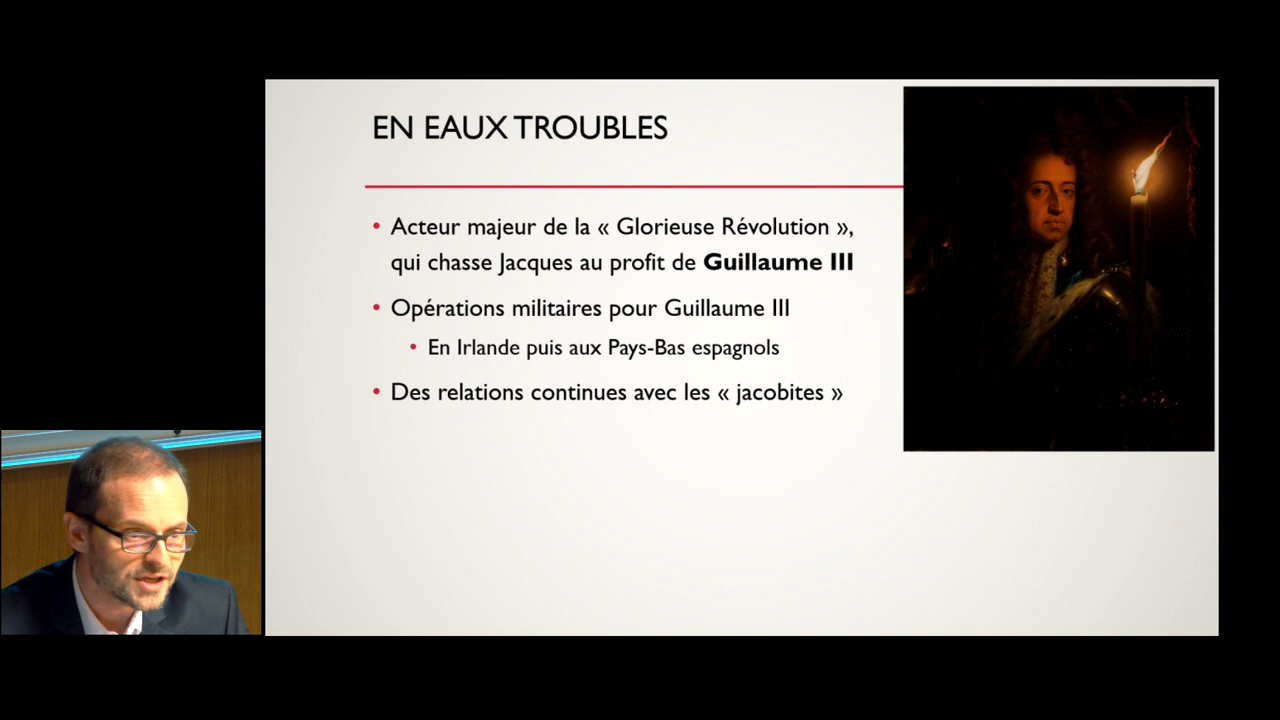 EN EAUX TROUBLES
• Acteur majeur de la « Glorieuse Révolution »,
qui chasse Jacques au profit de Guillaume III
• Opérations militaires pour Guillaume III
• En Irlande puis aux Pays-Bas espagnols
• Des relations continues avec les « jacobites »